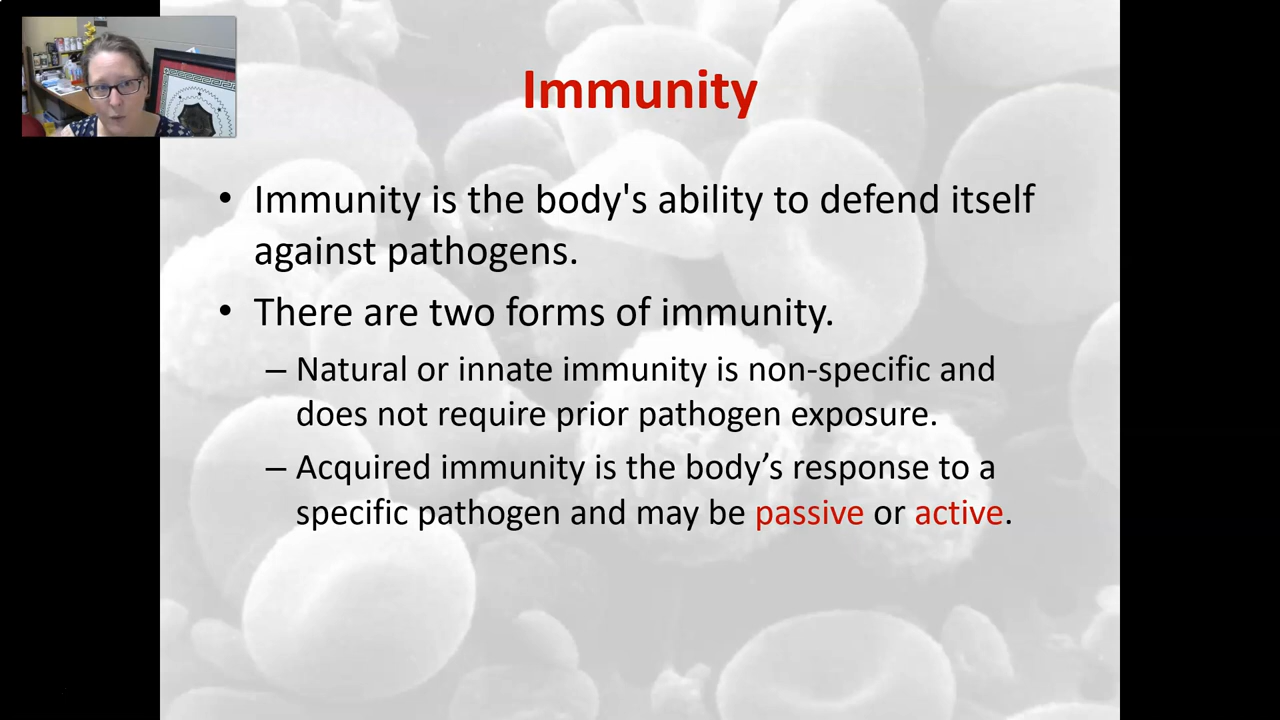 Immunity
• Immunity is the body's ability to defend itself
against pathogens.
• There are two forms of immunity.
– Natural or innate immunity is non-specific and
does not require prior pathogen exposure.
– Acquired immunity is the body’s response to a
specific pathogen and may be passive or active.